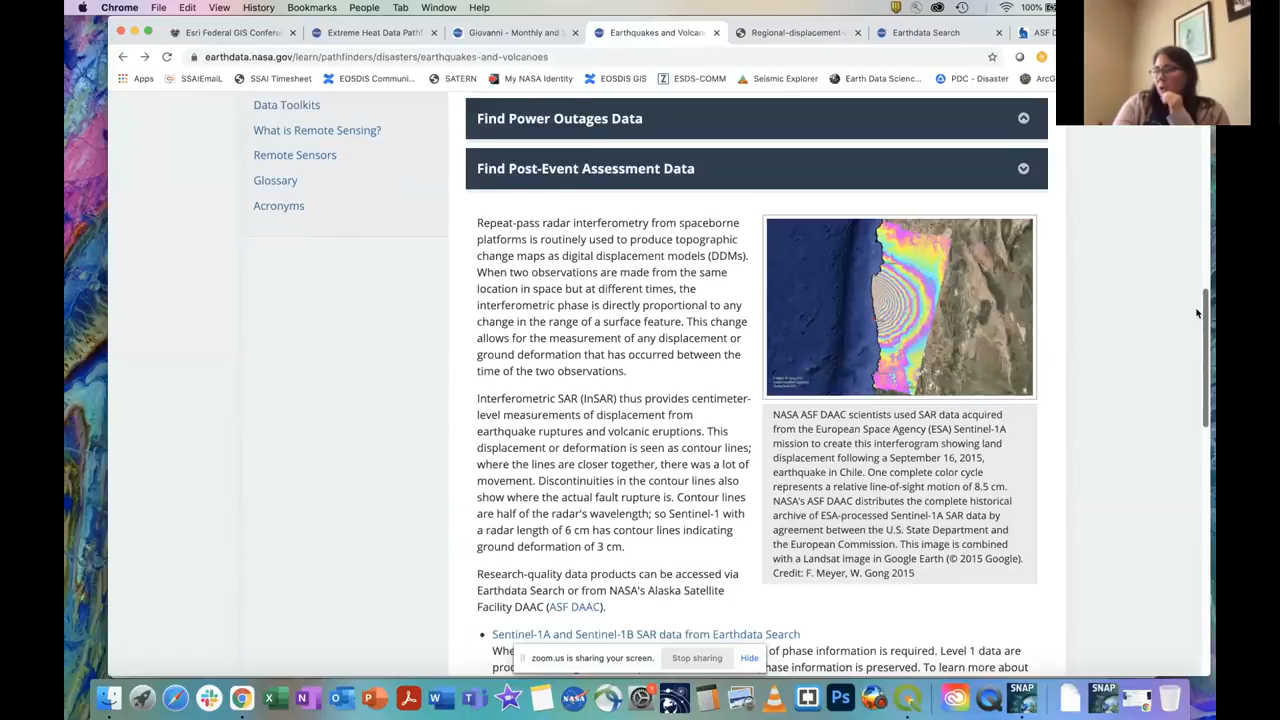 Chrome File Edit View History Bookmarks People Tab Window Help 100%
Esri Federal GIS Confere Extreme Heat Data Path Giovanni - Monthly and Earthquakes and Volcan Regional-displacement- Earthdata Search ASF D
earthdata.nasa.gov/learn/pathfinders/disasters/earthquakes-and-volcanoes
Apps SSAIEmail SSAI Timesheet EOSDIS Communi... SATERN My NASA Identity EOSDIS GIS ESDS-COMM Seismic Explorer Earth Data Scienc... PDC - Disaster ArcG
Data Toolkits
What is Remote Sensing?
Remote Sensors
Glossary
Acronyms
Find Power Outages Data
Find Post-Event Assessment Data
Repeat-pass radar interferometry from spaceborne
platforms is routinely used to produce topographic
change maps as digital displacement models (DDMs).
When two observations are made from the same
location in space but at different times, the
interferometric phase is directly proportional to any
change in the range of a surface feature. This change
allows for the measurement of any displacement or
ground deformation that has occurred between the
time of the two observations.
Interferometric SAR (InSAR) thus provides centimeter-
level measurements of displacement from
earthquake ruptures and volcanic eruptions. This
displacement or deformation is seen as contour lines;
where the lines are closer together, there was a lot of
movement. Discontinuities in the contour lines also
show where the actual fault rupture is. Contour lines
are half of the radar's wavelength; so Sentinel-1 with
a radar length of 6 cm has contour lines indicating
ground deformation of 3 cm.
Research-quality data products can be accessed via
Earthdata Search or from NASA's Alaska Satellite
Facility DAAC (ASF DAAC).
NASA ASF DAAC scientists used SAR data acquired
from the European Space Agency (ESA) Sentinel-1A
mission to create this interferogram showing land
displacement following a September 16, 2015,
earthquake in Chile. One complete color cycle
represents a relative line-of-sight motion of 8.5 cm.
NASA's ASF DAAC distributes the complete historical
archive of ESA-processed Sentinel-1A SAR data by
agreement between the U.S. State Department and
the European Commission. This image is combined
with a Landsat image in Google Earth (© 2015 Google).
Credit: F. Meyer, W. Gong 2015
Sentinel-1A and Sentinel-1B SAR data from Earthdata Search
of phase information is required. Level 1 data are
phase information is preserved. To learn more about
zoom.us is sharing your screen. Stop sharing Hide
SNAP SNAP